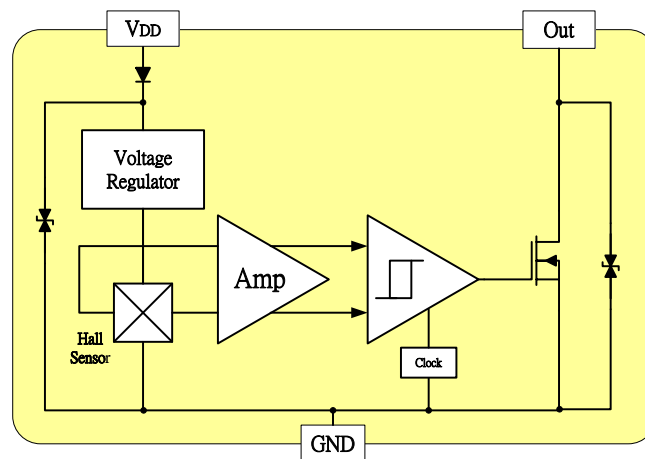 VDD
Out
Voltage
Regulator
Amp
Hall
Sensor
Clock
GND